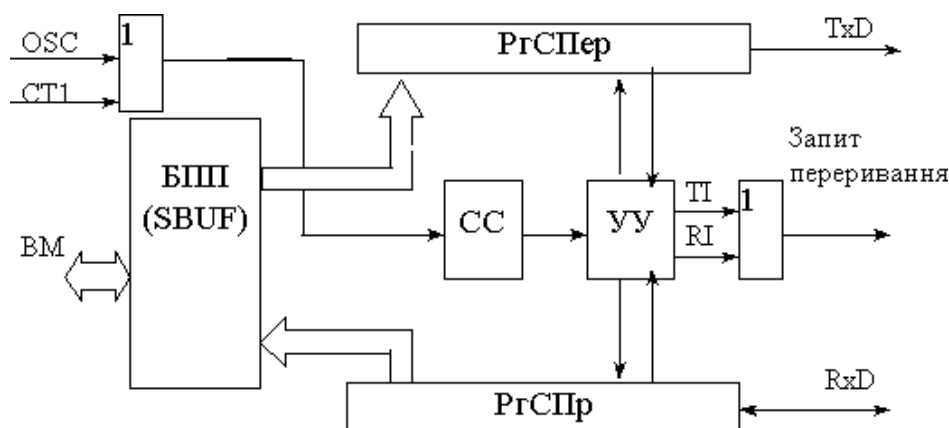 OSC
1
CT1
РгСПер
TxD
БПП
(SBUF)
ВМ
СС
УУ
TI
RI
1
Запит
переривання
РгСПр
RxD